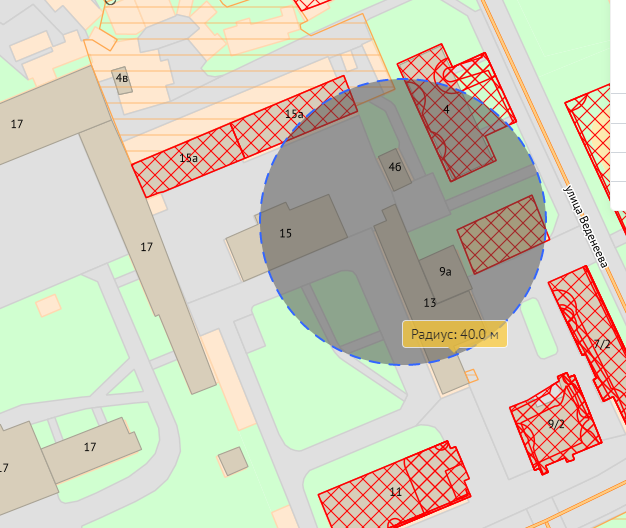 4в
17
15а
4
15а
4б
улица Веденеева
15
17
9а
13
Радиус: 40.0 м
7/2
9/2
17
17
11